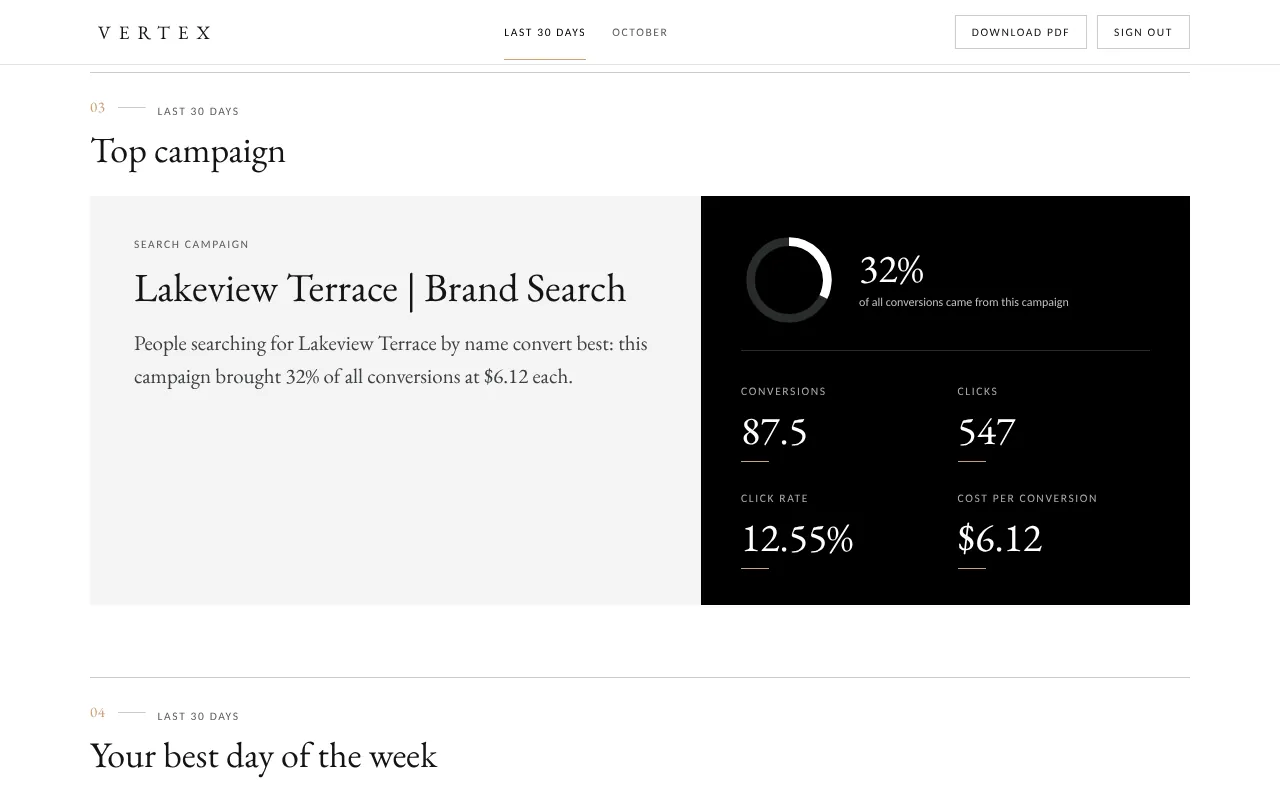 VERTEX
LAST 30 DAYS
OCTOBER
DOWNLOAD PDF
SIGN OUT
03
LAST 30 DAYS
Top campaign
SEARCH CAMPAIGN
Lakeview Terrace | Brand Search
People searching for Lakeview Terrace by name convert best: this
campaign brought 32% of all conversions at $6.12 each.
32%
of all conversions came from this campaign
CONVERSIONS
87.5
CLICKS
547
CLICK RATE
12.55%
COST PER CONVERSION
$6.12
04
LAST 30 DAYS
Your best day of the week